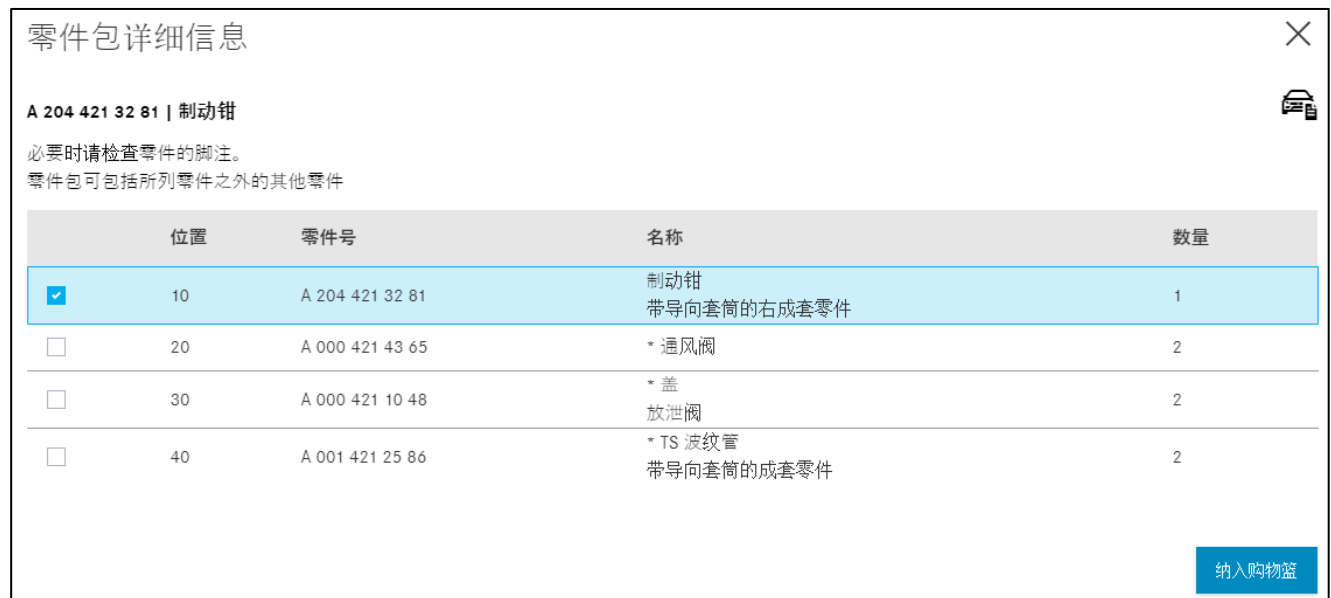 零件包详细信息
A 204 421 32 81 | 制动钳
必要时请检查零件的脚注。
零件包可包括所列零件之外的其他零件
位置 零件号 名称 数量
10 A 204 421 32 81 制动钳 1
带导向套筒的右成套零件
20 A 000 421 43 65 * 通风阀 2
30 A 000 421 10 48 * 盖 2
放泄阀
40 A 001 421 25 86 * TS 波纹管 2
带导向套筒的成套零件
纳入购物篮